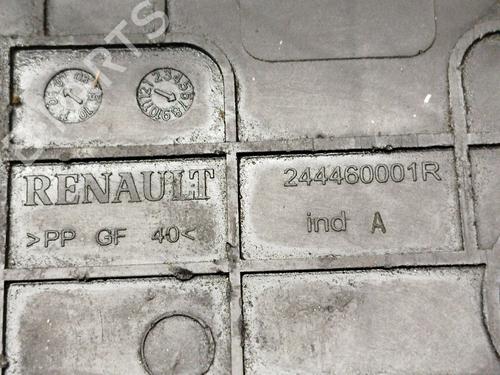 RENAULT
>PP GF 40<
244460001R
ind A